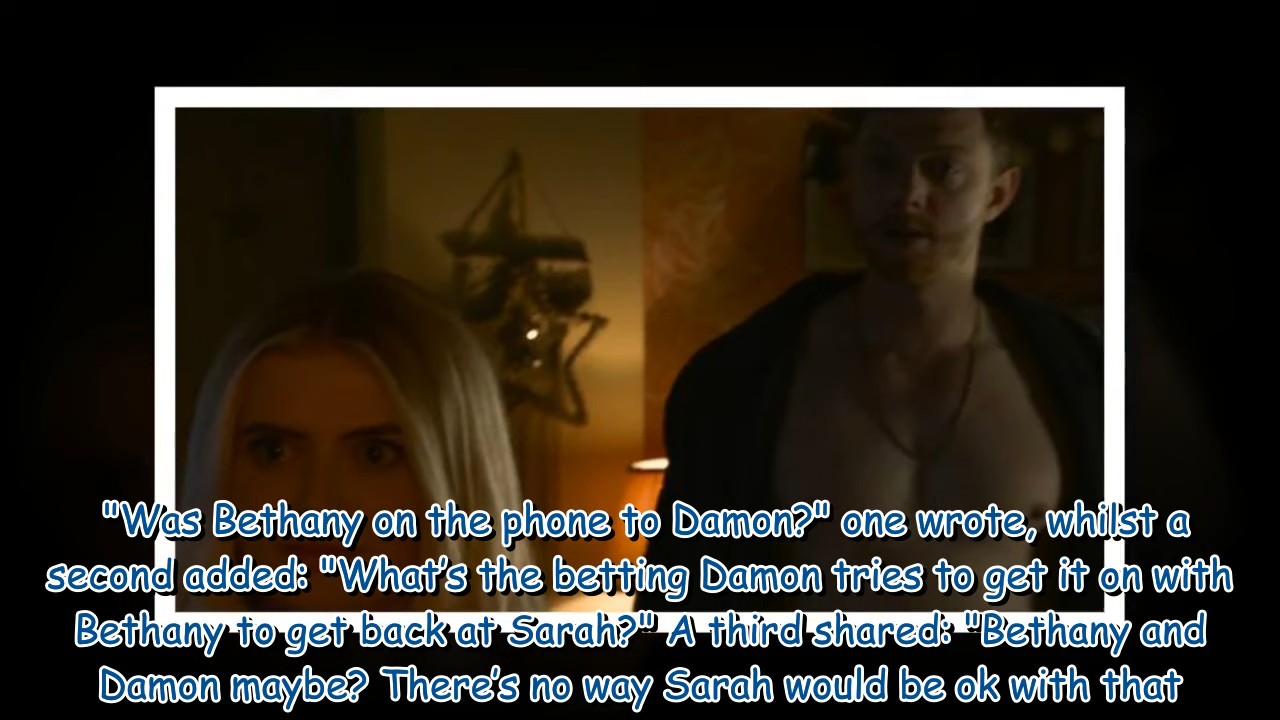 "Was Bethany on the phone to Damon?" one wrote, whilst a
second added: "What's the betting Damon tries to get it on with
Bethany to get back at Sarah?" A third shared: "Bethany and
Damon maybe? There's no way Sarah would be ok with that